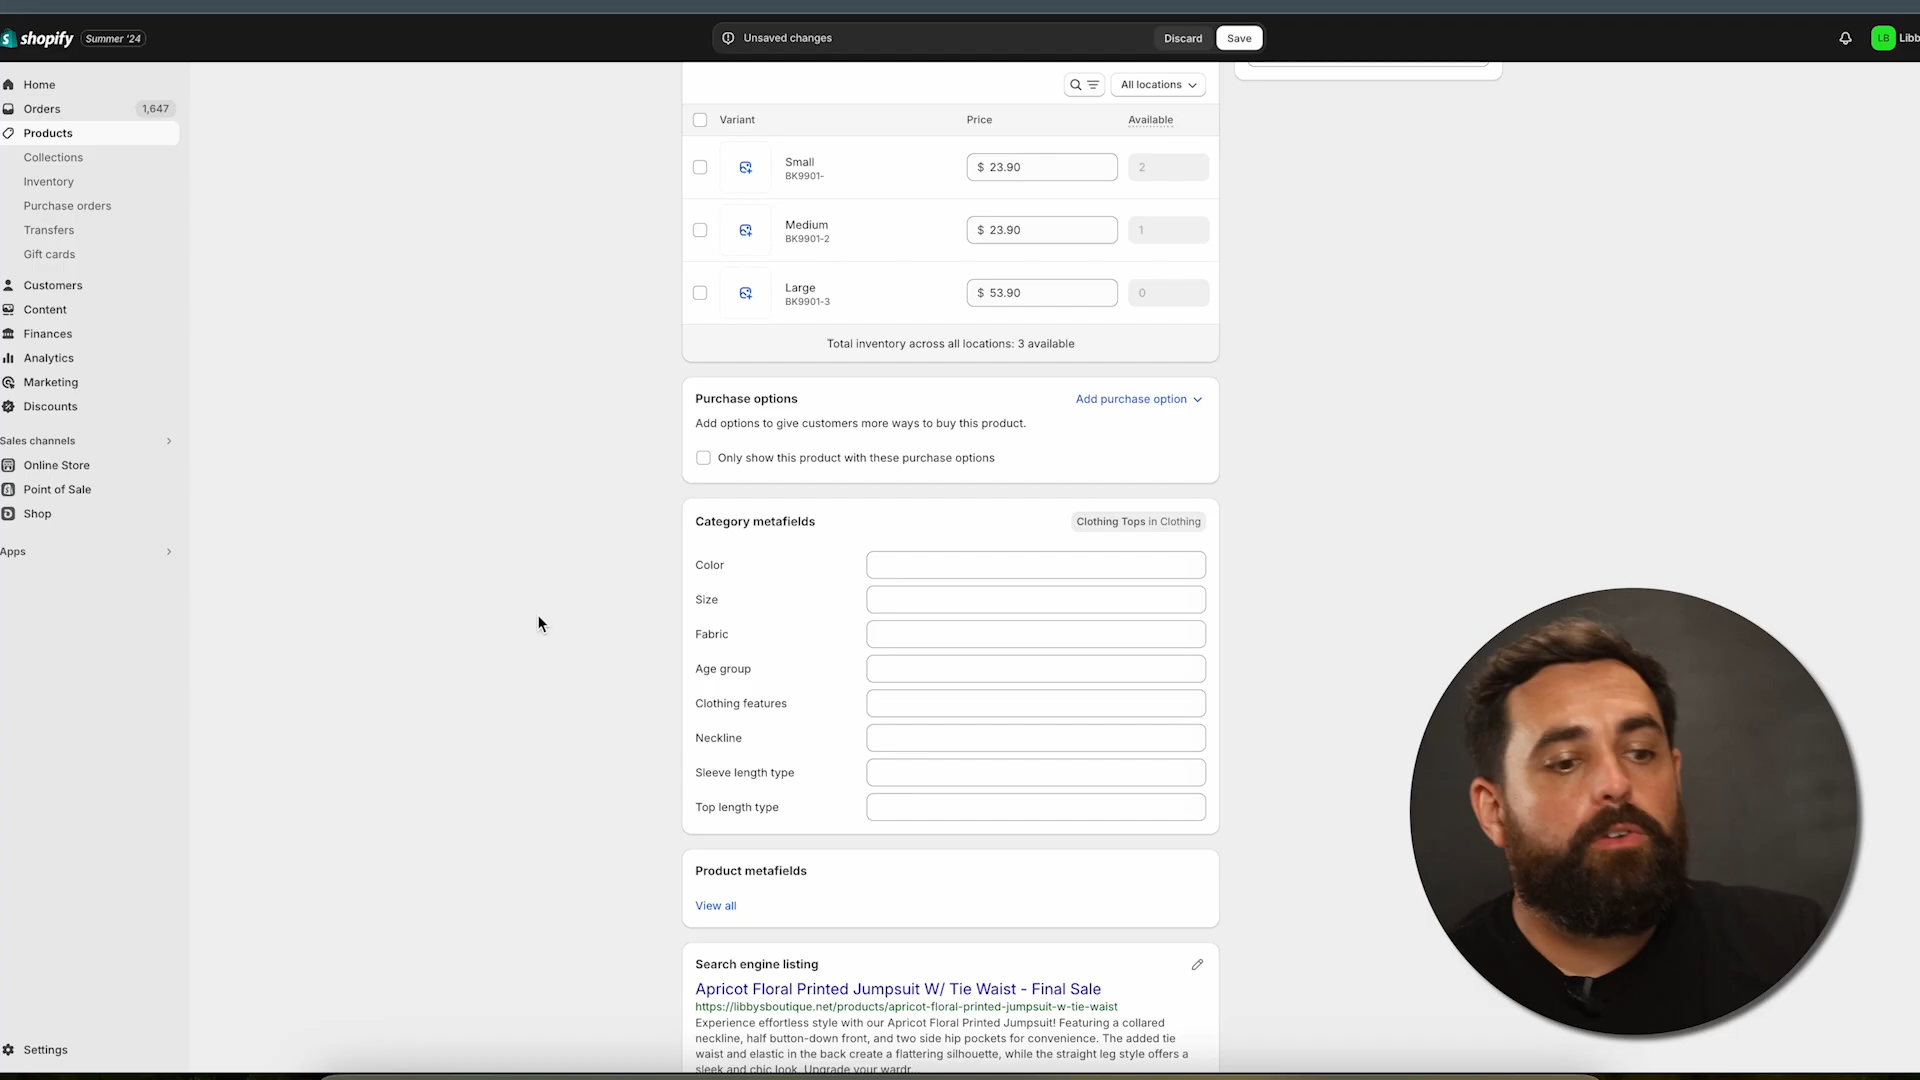 shopify
Summer '24
Unsaved changes
Discard
Save
LB
Libb
Home
Orders
1,647
Products
Collections
Inventory
Purchase orders
Transfers
Gift cards
Customers
Content
Finances
Analytics
Marketing
Discounts
Sales channels
Online Store
Point of Sale
Shop
Apps
Settings
All locations
Variant
Price
Available
Small
BK9901-
$ 23.90
2
Medium
BK9901-2
$ 23.90
1
Large
BK9901-3
$ 53.90
0
Total inventory across all locations: 3 available
Purchase options
Add purchase option
Add options to give customers more ways to buy this product.
Only show this product with these purchase options
Category metafields
Clothing Tops in Clothing
Color
Size
Fabric
Age group
Clothing features
Neckline
Sleeve length type
Top length type
Product metafields
View all
Search engine listing
Apricot Floral Printed Jumpsuit W/ Tie Waist - Final Sale
https://libbysboutique.net/products/apricot-floral-printed-jumpsuit-w-tie-waist
Experience effortless style with our Apricot Floral Printed Jumpsuit! Featuring a collared
neckline, half button-down front, and two side hip pockets for convenience. The added tie
waist and elastic in the back create a flattering silhouette, while the straight leg style offers a
sleek and chic look. Upgrade your wardr